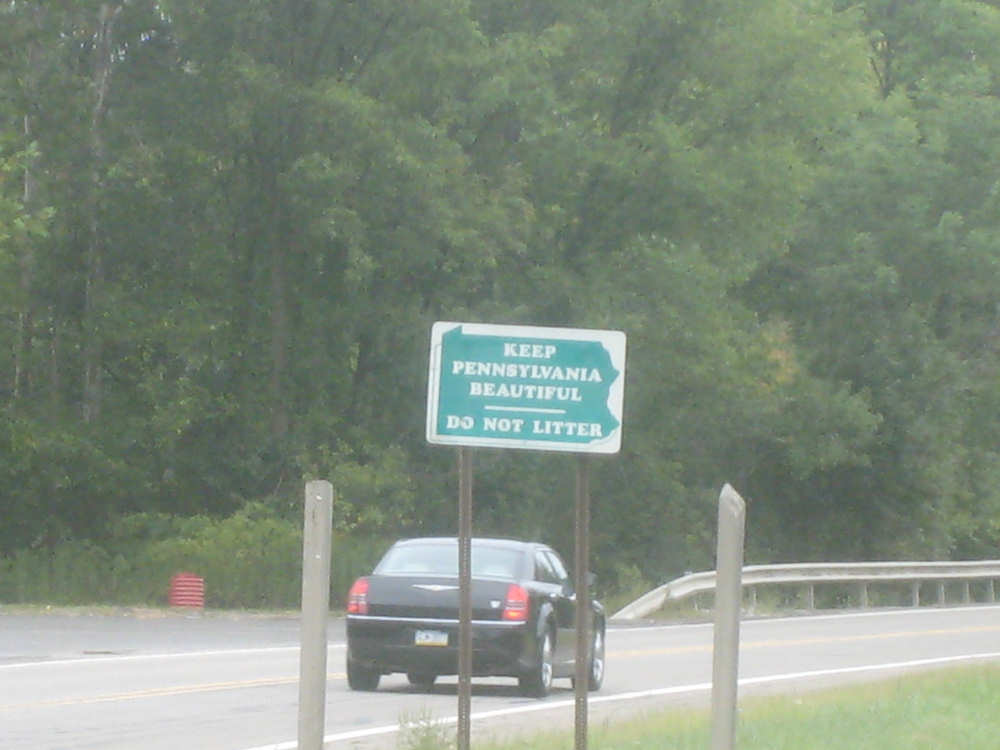 KEEP
PENNSYLVANIA
BEAUTIFUL
DO NOT LITTER